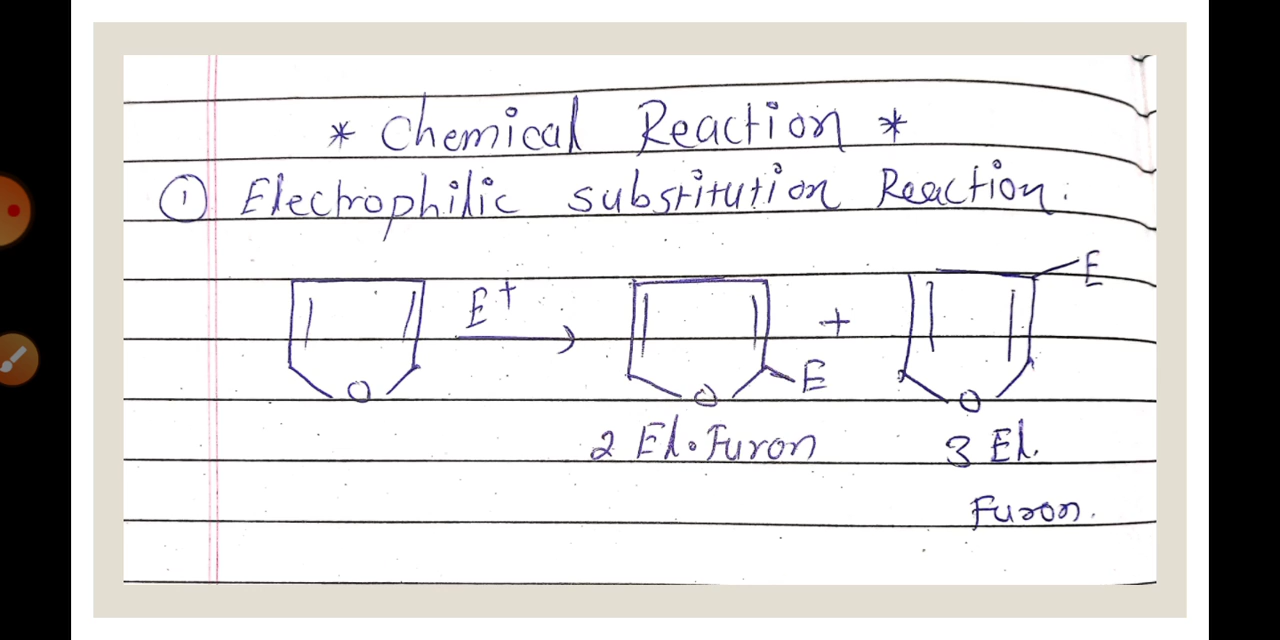 * Chemical Reaction *
① Electrophilic substitution Reaction.
E+
E
+
E
O
O
O
2 El. Furon
3 El.
Furon.